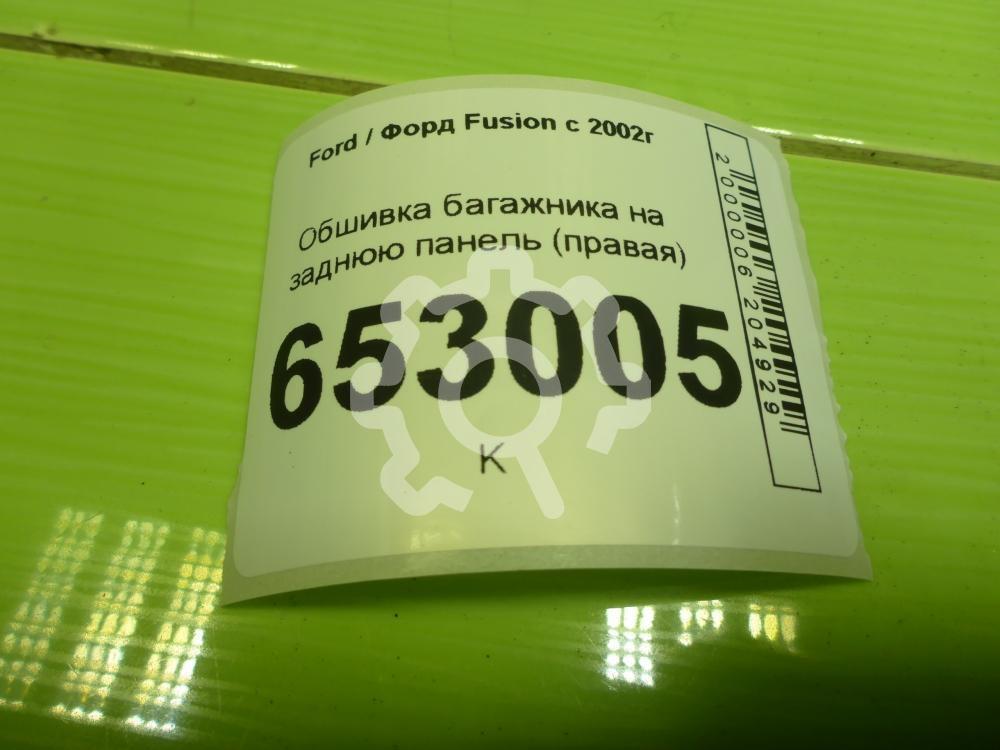 Ford / Форд Fusion с 2002г
Обшивка багажника на
заднюю панель (правая)
653005
К
2000006204929